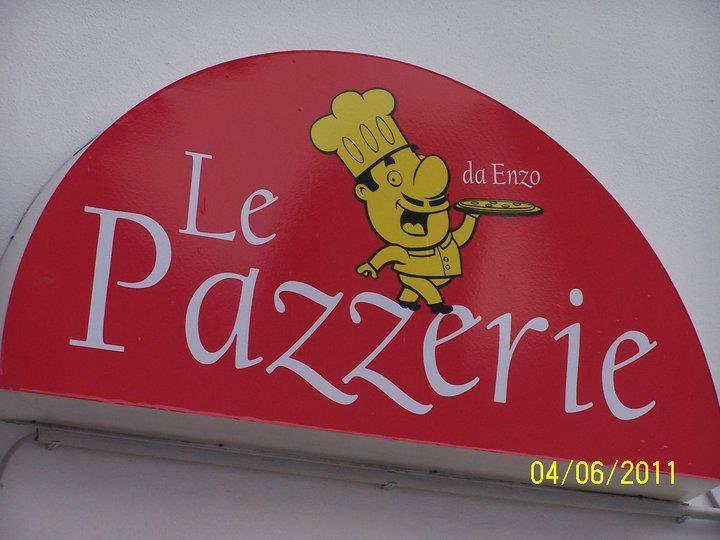 Le
da Enzo
Pazzerie
04/06/2011